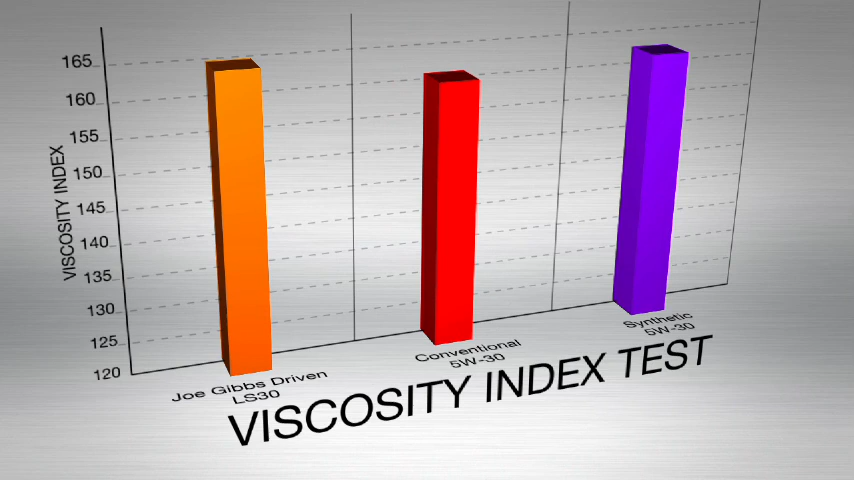 165
160
155
150
145
140
135
130
125
120
VISCOSITY INDEX
Joe Gibbs Driven
LS30
Conventional
5W-30
Synthetic
5W-30
VISCOSITY INDEX TEST